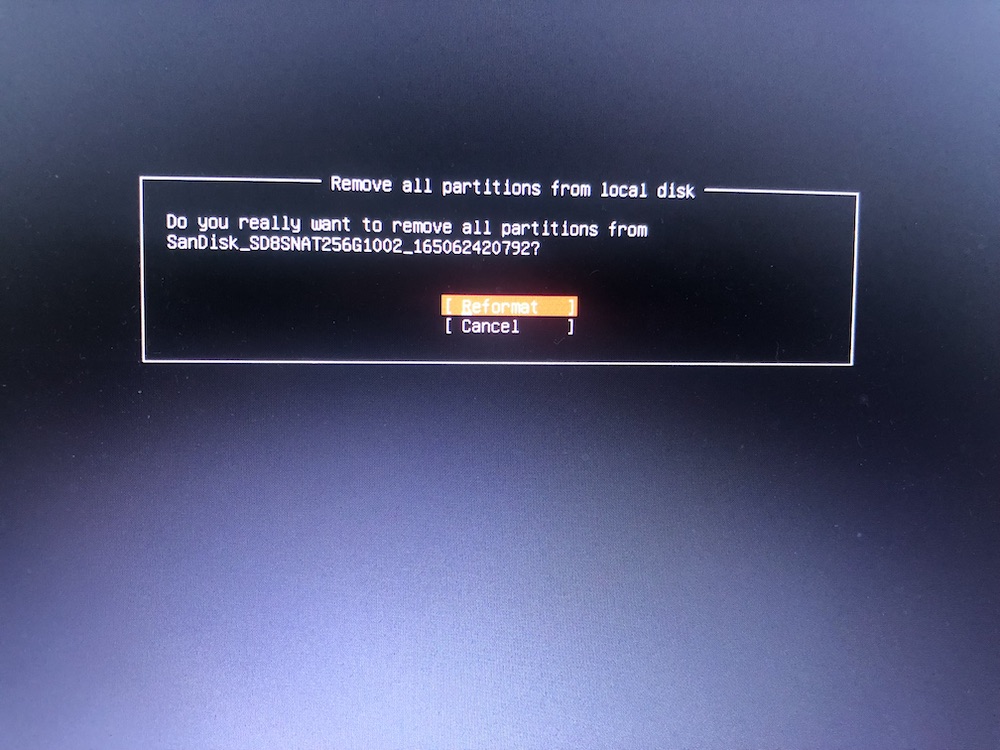 Remove all partitions from local disk
Do you really want to remove all partitions from
SanDisk_SD8SNAT256G1002_165062420792?
[ Reformat ]
[ Cancel ]